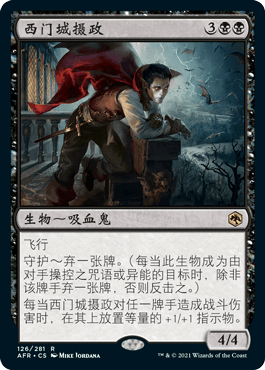 西门城摄政 3
生物～吸血鬼
飞行
守护～弃一张牌。（每当此生物成为由
对手操控之咒语或异能的目标时，除非
该牌手弃一张牌，否则反击之。）
每当西门城摄政对任一牌手造成战斗伤
害时，在其上放置等量的 +1/+1 指示物。
4/4
126/281 R
AFR • CS MIKE JORDANA
™ & © 2021 Wizards of the Coast